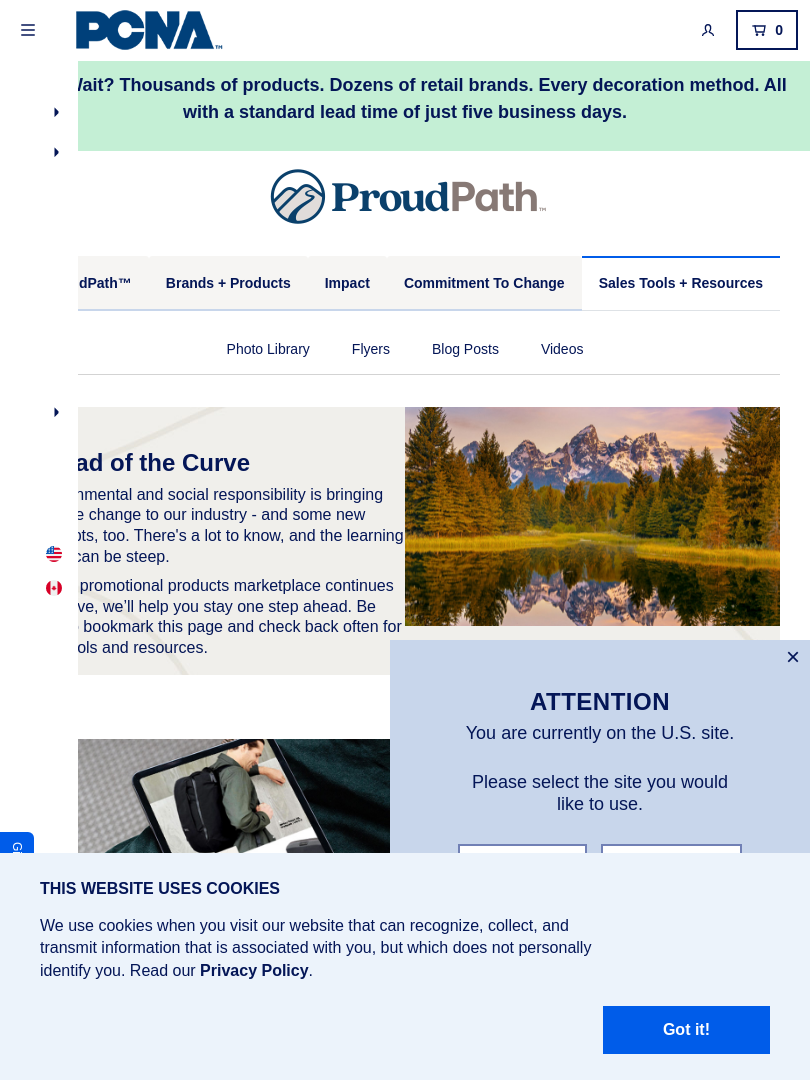 PCNA™
0
Wait? Thousands of products. Dozens of retail brands. Every decoration method. All
with a standard lead time of just five business days.
ProudPath™
dPath™ Brands + Products Impact Commitment To Change Sales Tools + Resources
Photo Library Flyers Blog Posts Videos
ad of the Curve
nmental and social responsibility is bringing
e change to our industry - and some new
pts, too. There's a lot to know, and the learning
can be steep.
promotional products marketplace continues
ve, we’ll help you stay one step ahead. Be
bookmark this page and check back often for
ols and resources.
ATTENTION
You are currently on the U.S. site.
Please select the site you would
like to use.
THIS WEBSITE USES COOKIES
We use cookies when you visit our website that can recognize, collect, and
transmit information that is associated with you, but which does not personally
identify you. Read our Privacy Policy.
Got it!